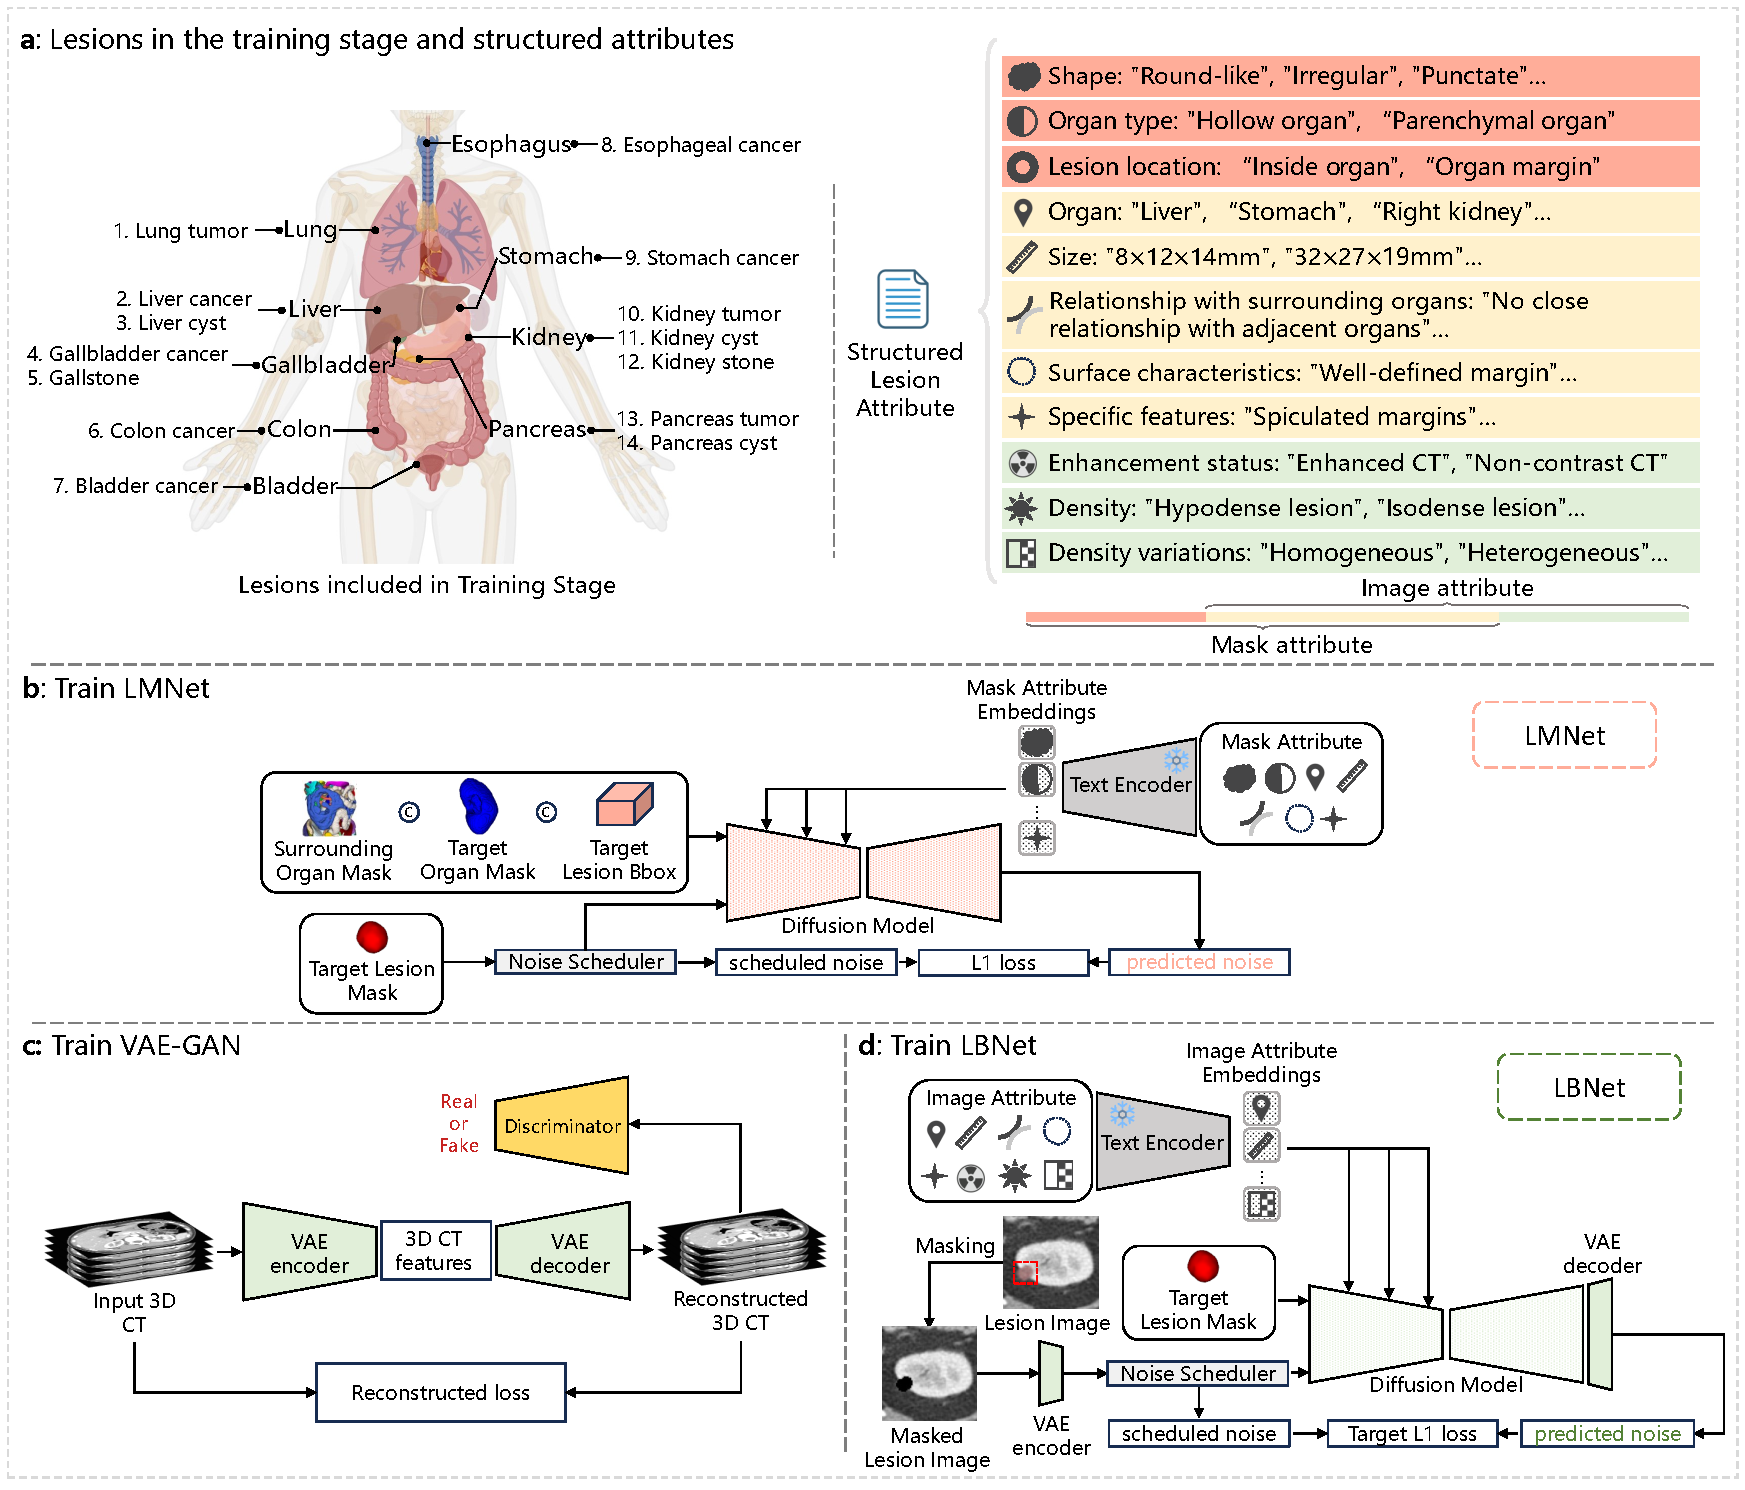 a: Lesions in the training stage and structured attributes
Esophagus
8. Esophageal cancer
1. Lung tumor
Lung
Stomach
9. Stomach cancer
2. Liver cancer
3. Liver cyst
Liver
10. Kidney tumor
11. Kidney cyst
12. Kidney stone
Kidney
4. Gallbladder cancer
5. Gallstone
Gallbladder
6. Colon cancer
Colon
Pancreas
13. Pancreas tumor
14. Pancreas cyst
7. Bladder cancer
Bladder
Lesions included in Training Stage
Structured
Lesion
Attribute
Shape: "Round-like", "Irregular", "Punctate"...
Organ type: "Hollow organ", “Parenchymal organ"
Lesion location: “Inside organ", “Organ margin"
Organ: "Liver", “Stomach", “Right kidney"...
Size: "8×12×14mm", "32×27×19mm"...
Relationship with surrounding organs: "No close
relationship with adjacent organs"...
Surface characteristics: "Well-defined margin"...
Specific features: "Spiculated margins"...
Enhancement status: "Enhanced CT", "Non-contrast CT"
Density: "Hypodense lesion", "Isodense lesion"...
Density variations: "Homogeneous", "Heterogeneous"...
Image attribute
Mask attribute
b: Train LMNet
Mask Attribute
Embeddings
LMNet
Text Encoder
Mask Attribute
C
C
Surrounding
Organ Mask
Target
Organ Mask
Target
Lesion Bbox
Diffusion Model
Target Lesion
Mask
Noise Scheduler
scheduled noise
L1 loss
predicted noise
c: Train VAE-GAN
Real
or
Fake
Discriminator
VAE
encoder
3D CT
features
VAE
decoder
Input 3D
CT
Reconstructed
3D CT
Reconstructed loss
d: Train LBNet
Image Attribute
Embeddings
LBNet
Image Attribute
Text Encoder
Masking
Lesion Image
Target
Lesion Mask
VAE
decoder
Masked
Lesion Image
VAE
encoder
Noise Scheduler
Diffusion Model
scheduled noise
Target L1 loss
predicted noise